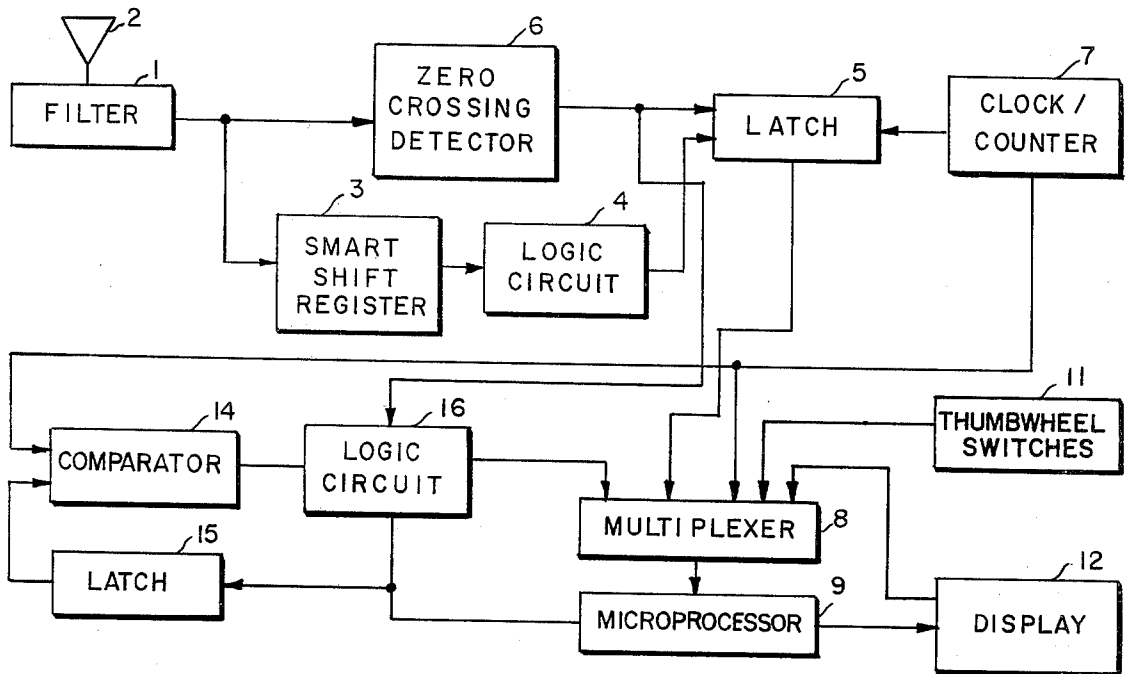 2
1
FILTER
6
ZERO
CROSSING
DETECTOR
5
LATCH
7
CLOCK /
COUNTER
3
SMART
SHIFT
REGISTER
4
LOGIC
CIRCUIT
14
COMPARATOR
16
LOGIC
CIRCUIT
11
THUMBWHEEL
SWITCHES
MULTIPLEXER
8
15
LATCH
9
MICROPROCESSOR
12
DISPLAY